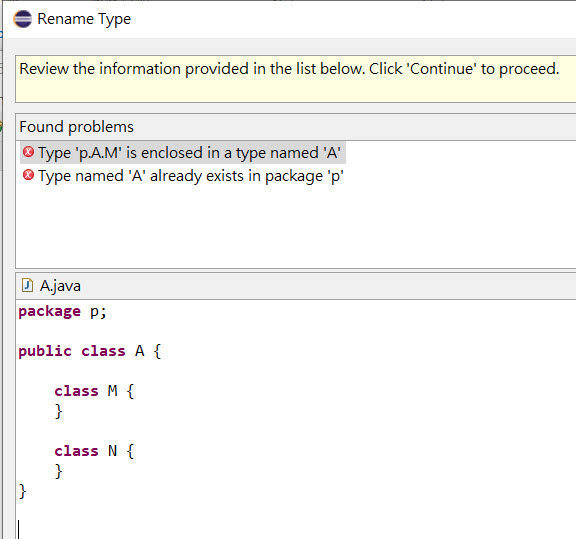 Rename Type
Review the information provided in the list below. Click 'Continue' to proceed.
Found problems
Type 'p.A.M' is enclosed in a type named 'A'
Type named 'A' already exists in package 'p'
A.java
package p;
public class A {
class M {
}
class N {
}
}